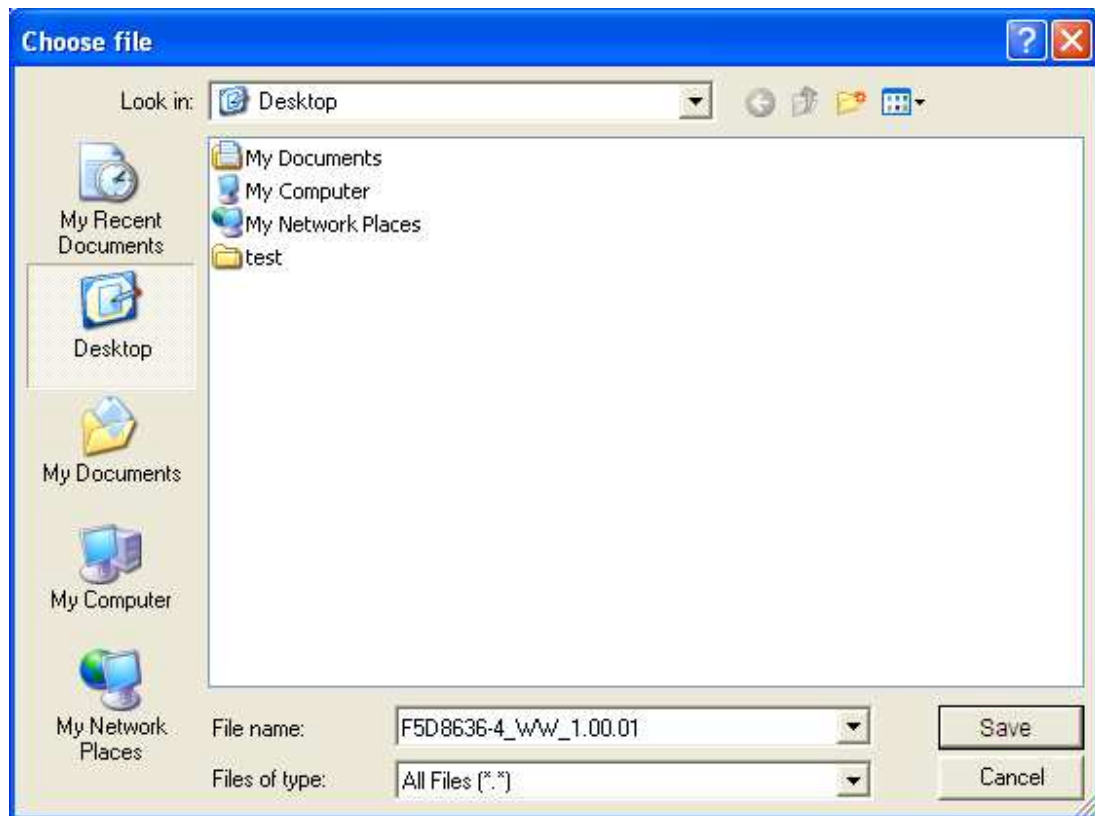 Choose file
Look in:
Desktop
My Documents
My Computer
My Network Places
test
My Recent
Documents
Desktop
My Documents
My Computer
My Network
Places
File name:
F5D8636-4_WW_1.00.01
Save
Files of type:
All Files (*.*)
Cancel